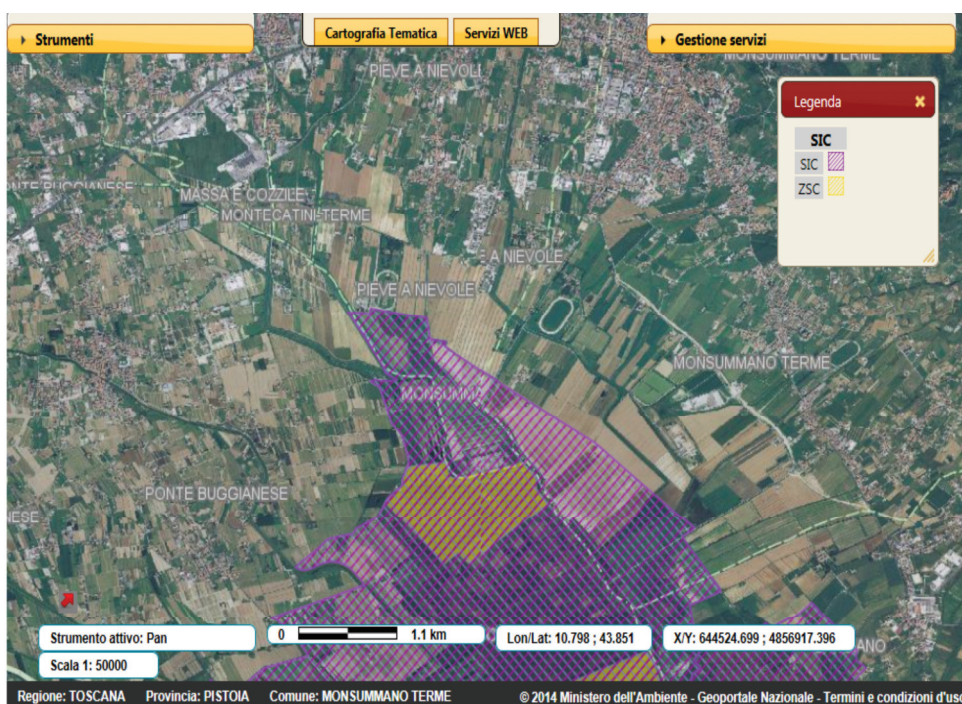 Strumenti
Cartografia Tematica
Servizi WEB
Gestione servizi
MONSUMMANO TERME
PIEVE A NIEVOLE
Legenda
SIC
SIC
ZSC
NTE BUGGIANESE
MASSA E COZZILE
MONTECATINI-TERME
E A NIEVOLE
PIEVE A NIEVOLE
MONSUMMANO TERME
MONSUMMA
PONTE BUGGIANESE
ESE
ANO
Strumento attivo: Pan
0 1.1 km
Lon/Lat: 10.798 ; 43.851
X/Y: 644524.699 ; 4856917.396
Scala 1: 50000
Regione: TOSCANA Provincia: PISTOIA Comune: MONSUMMANO TERME
© 2014 Ministero dell'Ambiente - Geoportale Nazionale - Termini e condizioni d'uso